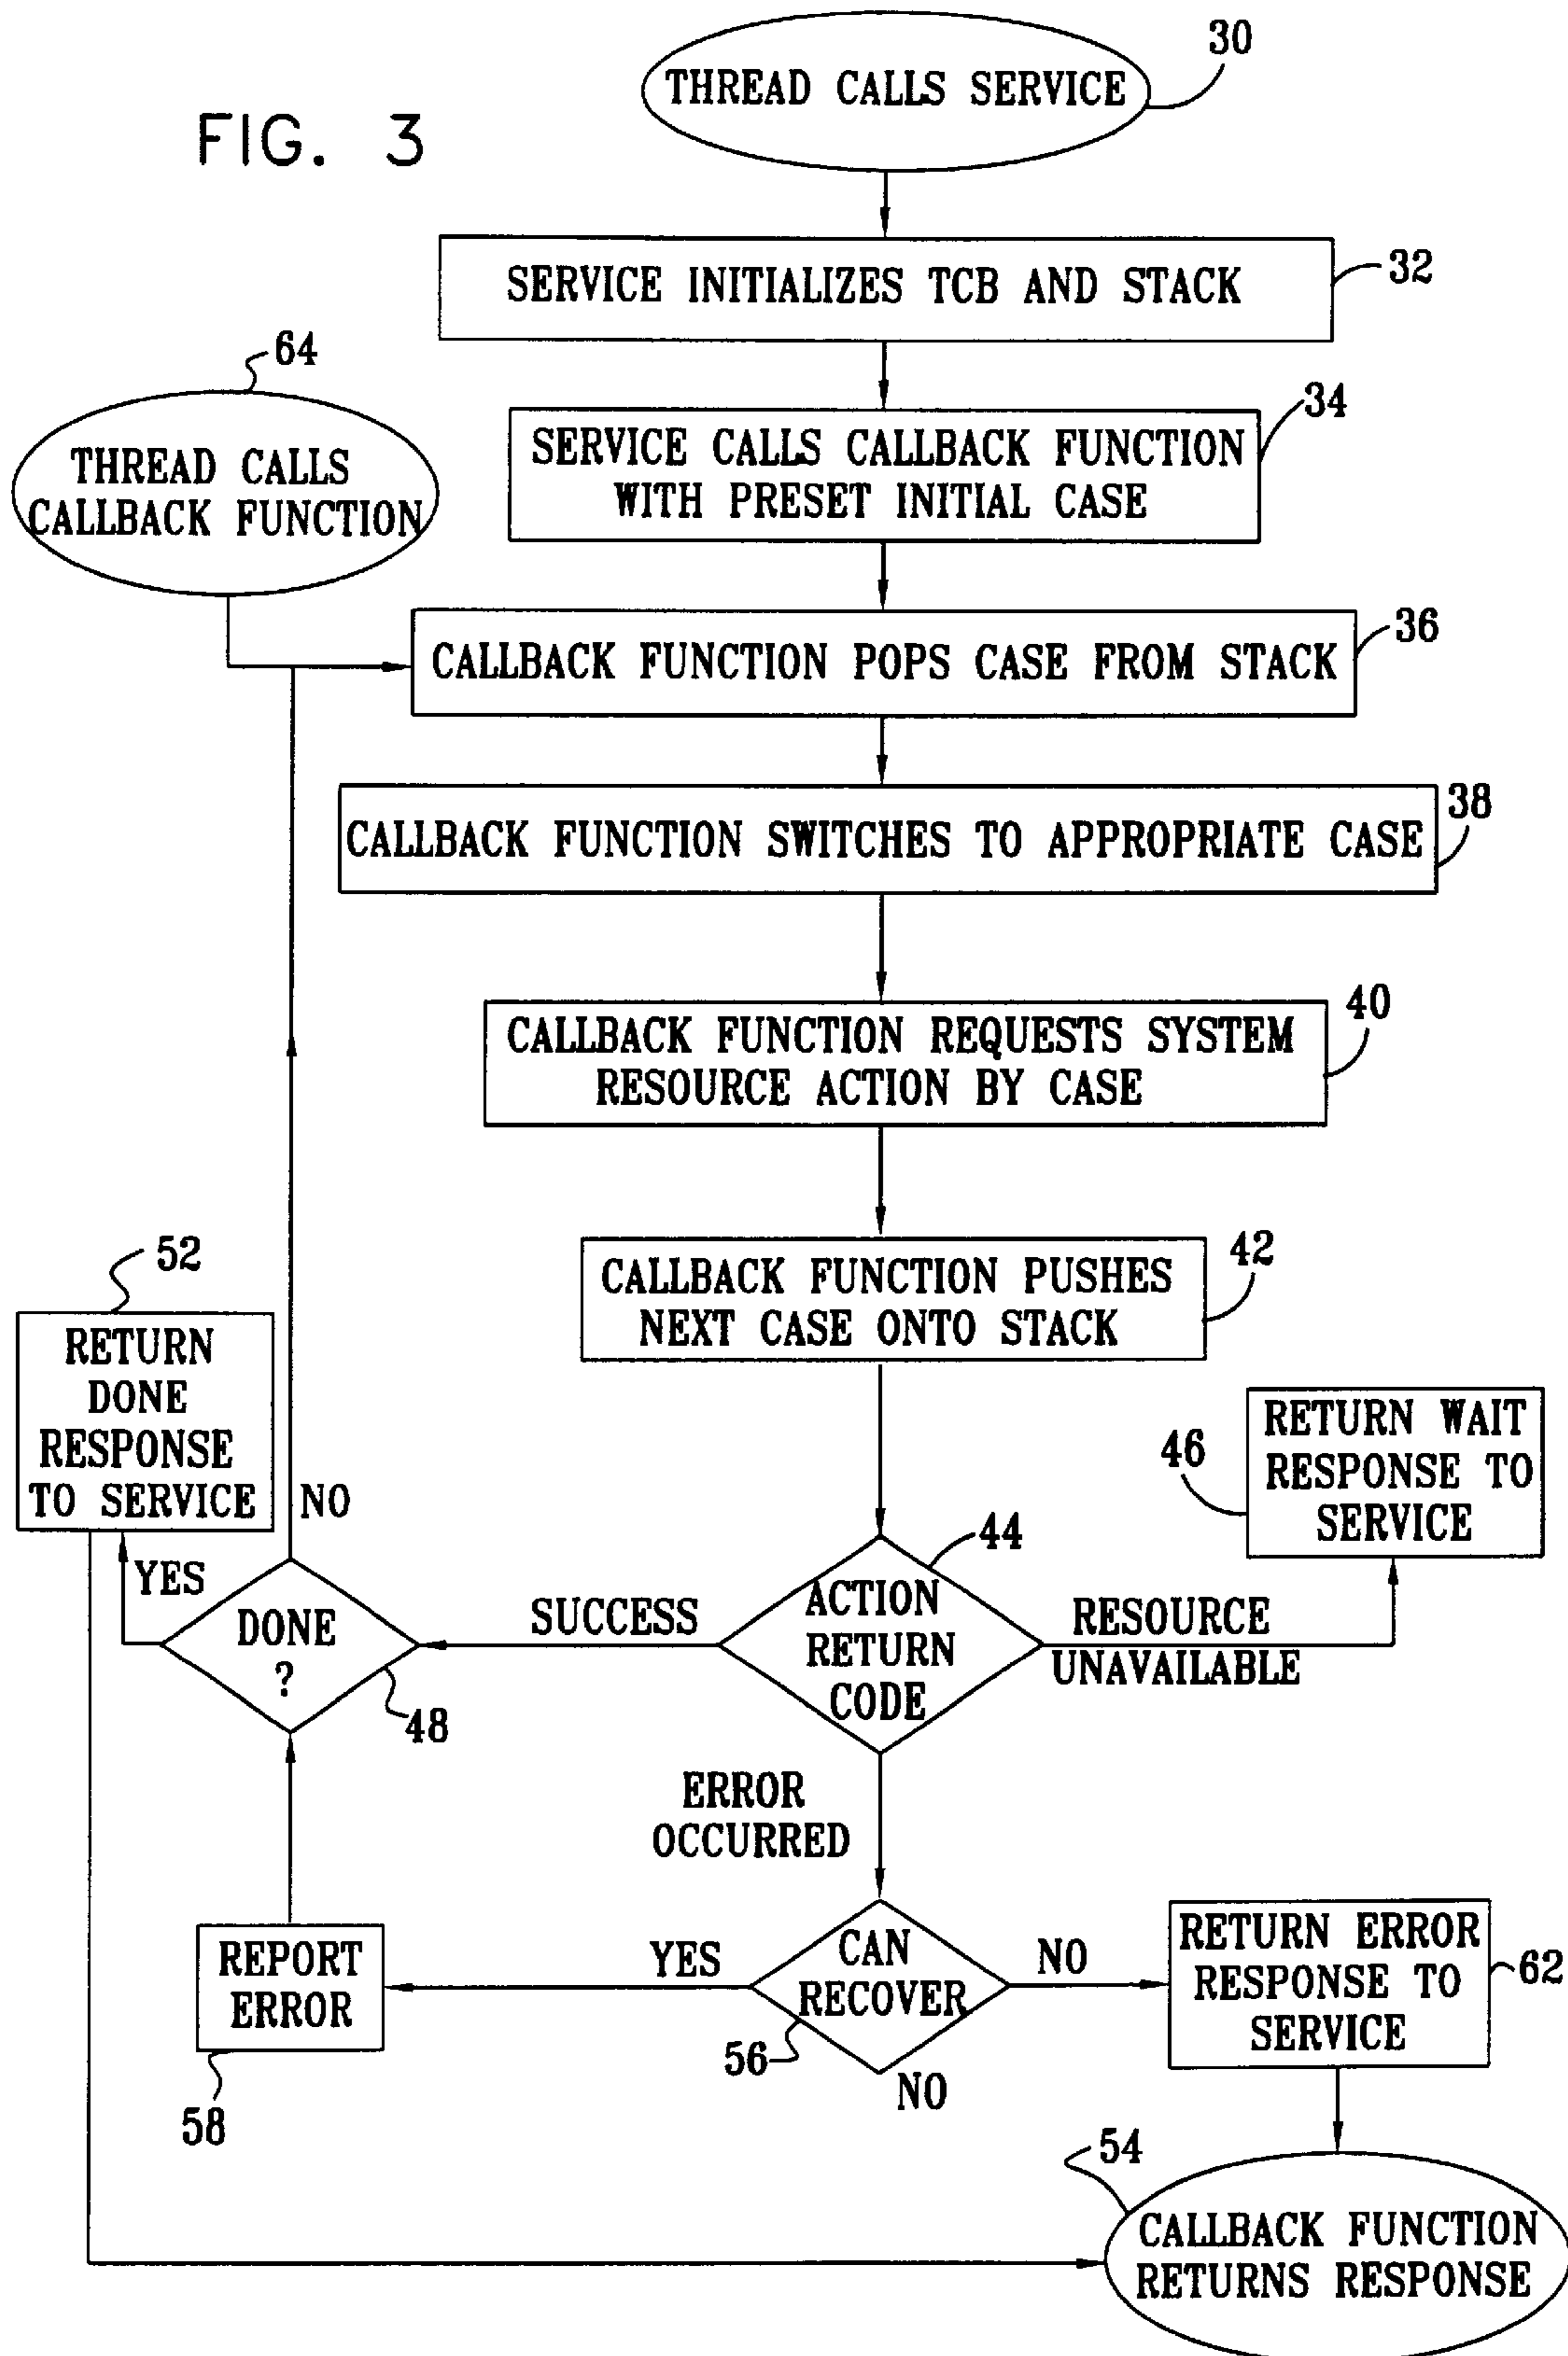 FIG. 3
THREAD CALLS SERVICE
30
SERVICE INITIALIZES TCB AND STACK
32
64
THREAD CALLS
CALLBACK FUNCTION
SERVICE CALLS CALLBACK FUNCTION
WITH PRESET INITIAL CASE
34
CALLBACK FUNCTION POPS CASE FROM STACK
36
CALLBACK FUNCTION SWITCHES TO APPROPRIATE CASE
38
CALLBACK FUNCTION REQUESTS SYSTEM
RESOURCE ACTION BY CASE
40
CALLBACK FUNCTION PUSHES
NEXT CASE ONTO STACK
42
52
RETURN
DONE
RESPONSE
TO SERVICE
NO
YES
46
RETURN WAIT
RESPONSE TO
SERVICE
44
ACTION
RETURN
CODE
SUCCESS
RESOURCE
UNAVAILABLE
DONE
?
48
ERROR
OCCURRED
REPORT
ERROR
58
YES
CAN
RECOVER
56
NO
NO
RETURN ERROR
RESPONSE TO
SERVICE
62
54
CALLBACK FUNCTION
RETURNS RESPONSE